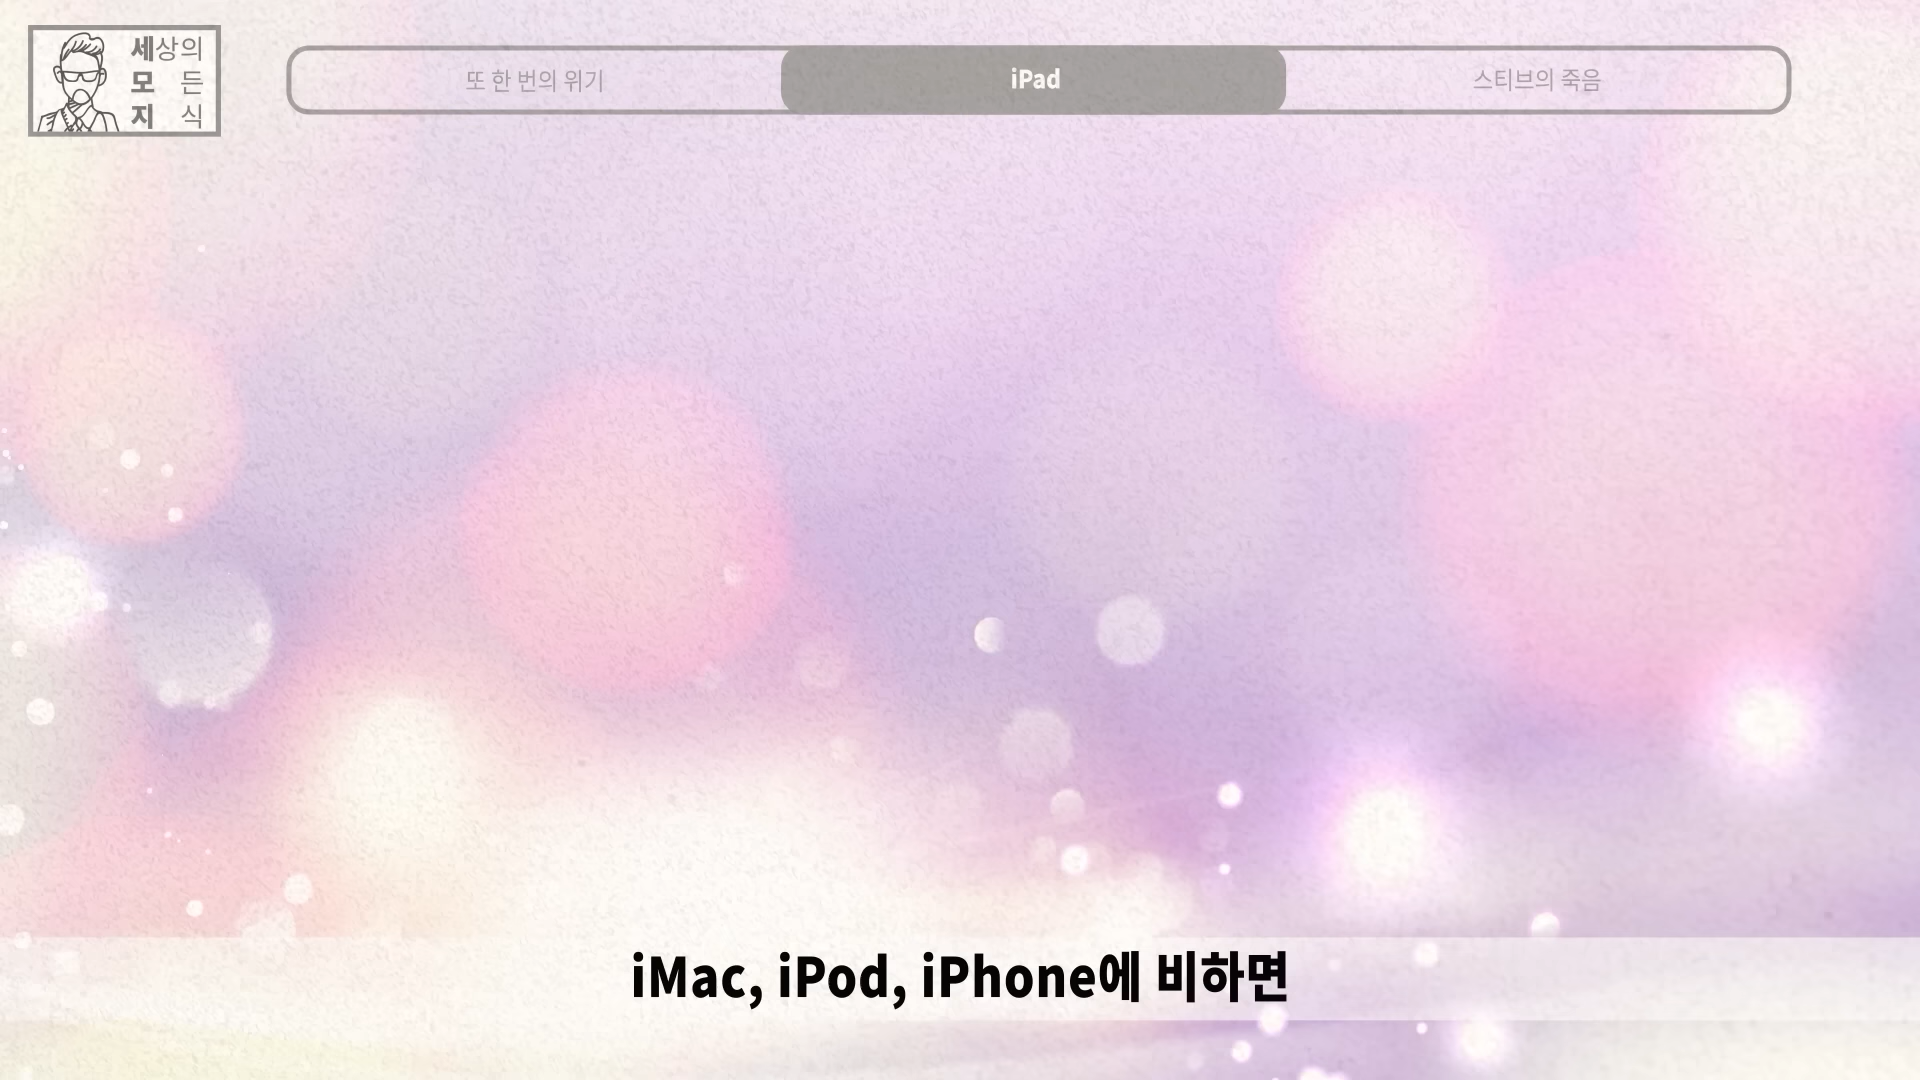 세상의
모든
지식
또 한 번의 위기
iPad
스티브의 죽음
iMac, iPod, iPhone에 비하면